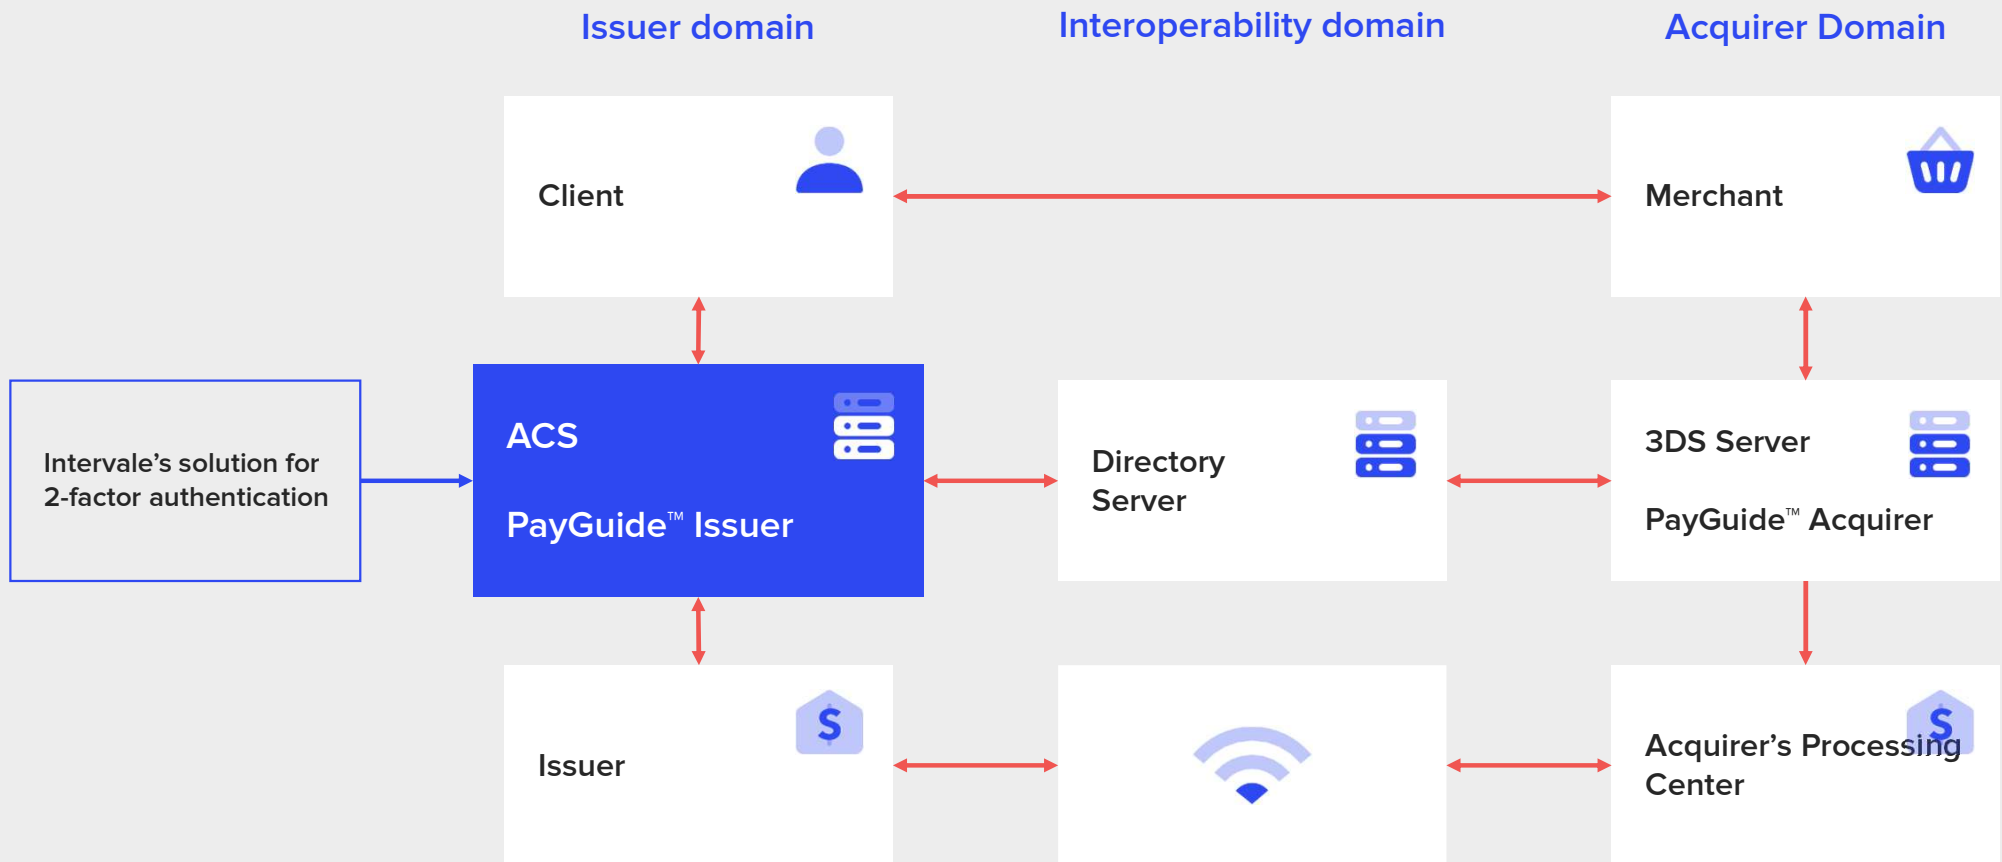 Issuer domain
Interoperability domain
Acquirer Domain
Client
Merchant
Intervale’s solution for
2-factor authentication
ACS
PayGuide™ Issuer
Directory
Server
3DS Server
PayGuide™ Acquirer
Issuer
$
Acquirer’s Processing
Center
$